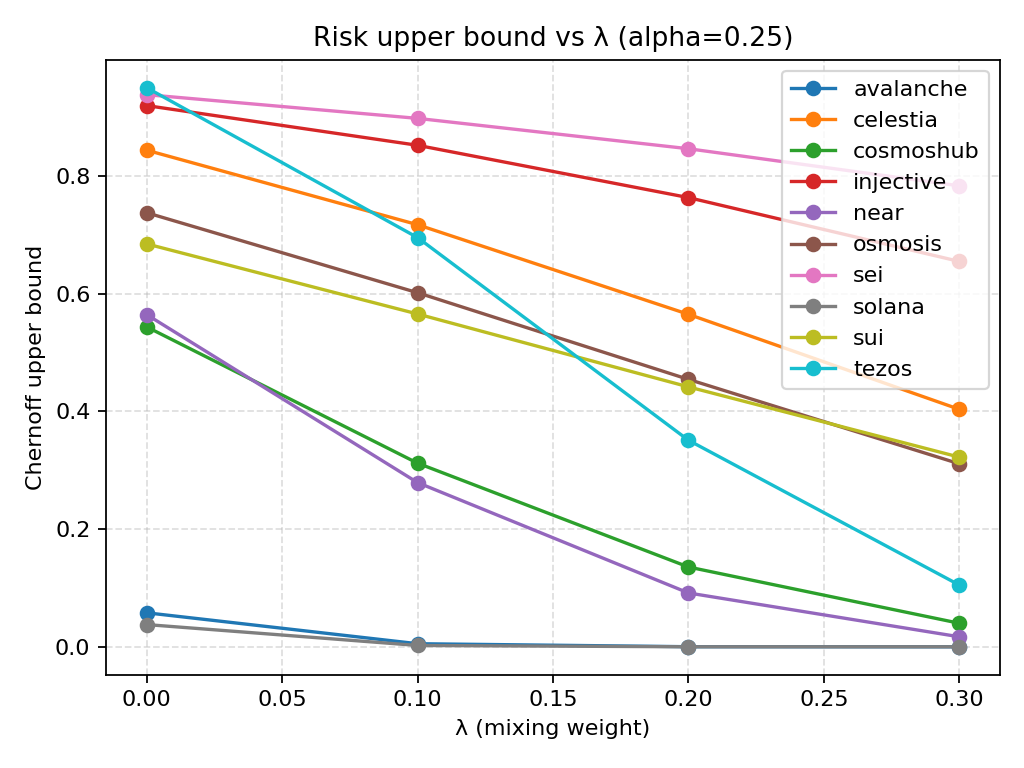 Risk upper bound vs λ (alpha=0.25)
Chernoff upper bound
0.8
0.6
0.4
0.2
0.0
avalanche
celestia
cosmoshub
injective
near
osmosis
sei
solana
sui
tezos
0.00 0.05 0.10 0.15 0.20 0.25 0.30
λ (mixing weight)